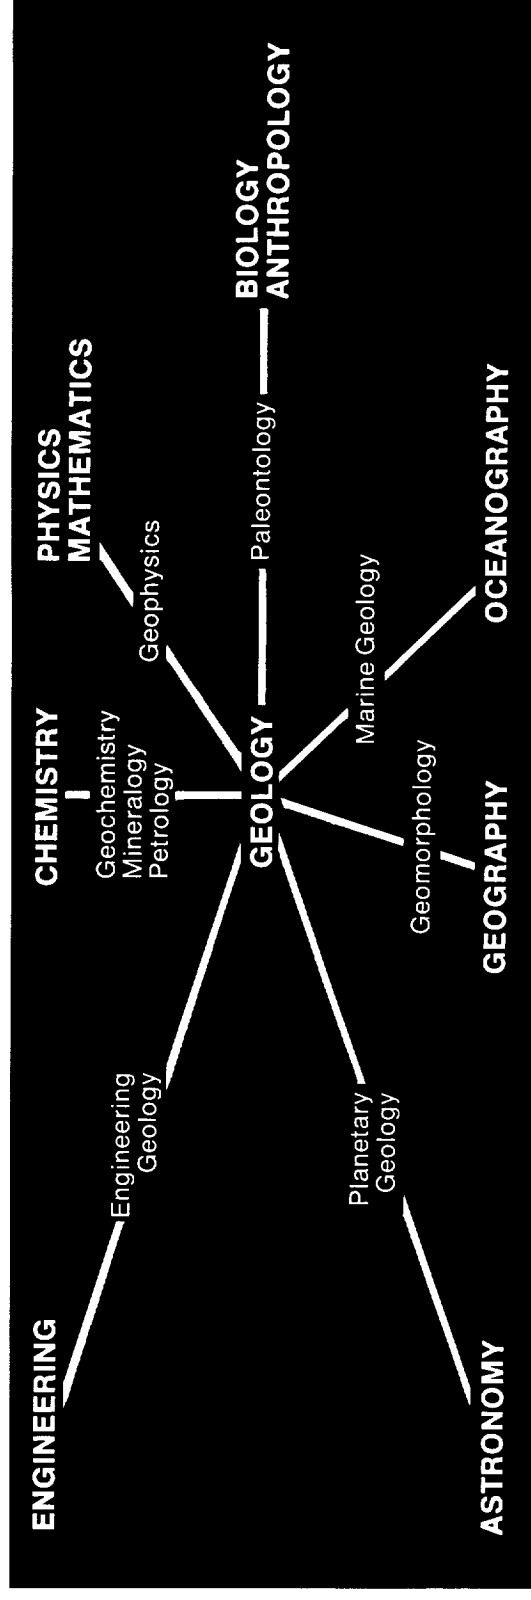 ENGINEERING
CHEMISTRY
PHYSICS
MATHEMATICS
Engineering
Geology
Geochemistry
Mineralogy
Petrology
Geophysics
GEOLOGY
Paleontology
BIOLOGY
ANTHROPOLOGY
Planetary
Geology
Geomorphology
Marine Geology
ASTRONOMY
GEOGRAPHY
OCEANOGRAPHY